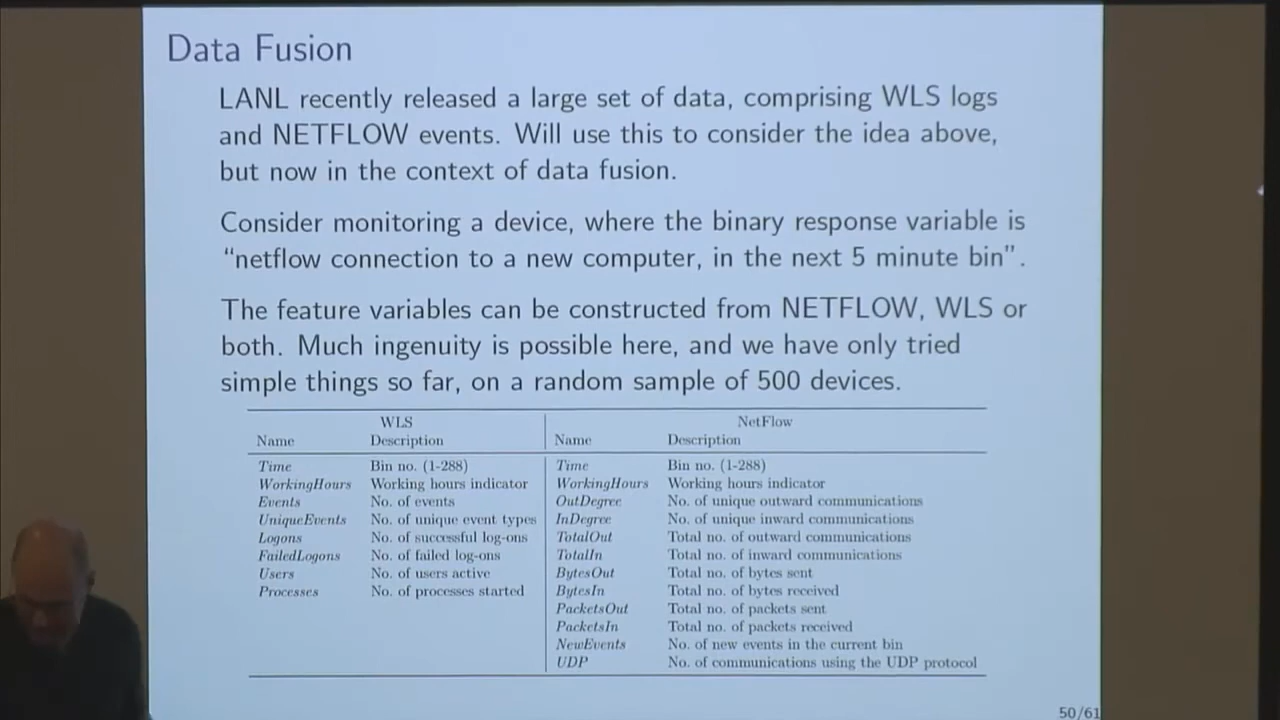 Data Fusion
LANL recently released a large set of data, comprising WLS logs
and NETFLOW events. Will use this to consider the idea above,
but now in the context of data fusion.
Consider monitoring a device, where the binary response variable is
“netflow connection to a new computer, in the next 5 minute bin”.
The feature variables can be constructed from NETFLOW, WLS or
both. Much ingenuity is possible here, and we have only tried
simple things so far, on a random sample of 500 devices.
WLS NetFlow
Name Description Name Description
Time Bin no. (1-288) Time Bin no. (1-288)
WorkingHours Working hours indicator WorkingHours Working hours indicator
Events No. of events OutDegree No. of unique outward communications
UniqueEvents No. of unique event types InDegree No. of unique inward communications
Logons No. of successful log-ons TotalOut Total no. of outward communications
FailedLogons No. of failed log-ons TotalIn Total no. of inward communications
Users No. of users active BytesOut Total no. of bytes sent
Processes No. of processes started BytesIn Total no. of bytes received
PacketsOut Total no. of packets sent
PacketsIn Total no. of packets received
NewEvents No. of new events in the current bin
UDP No. of communications using the UDP protocol
50/61